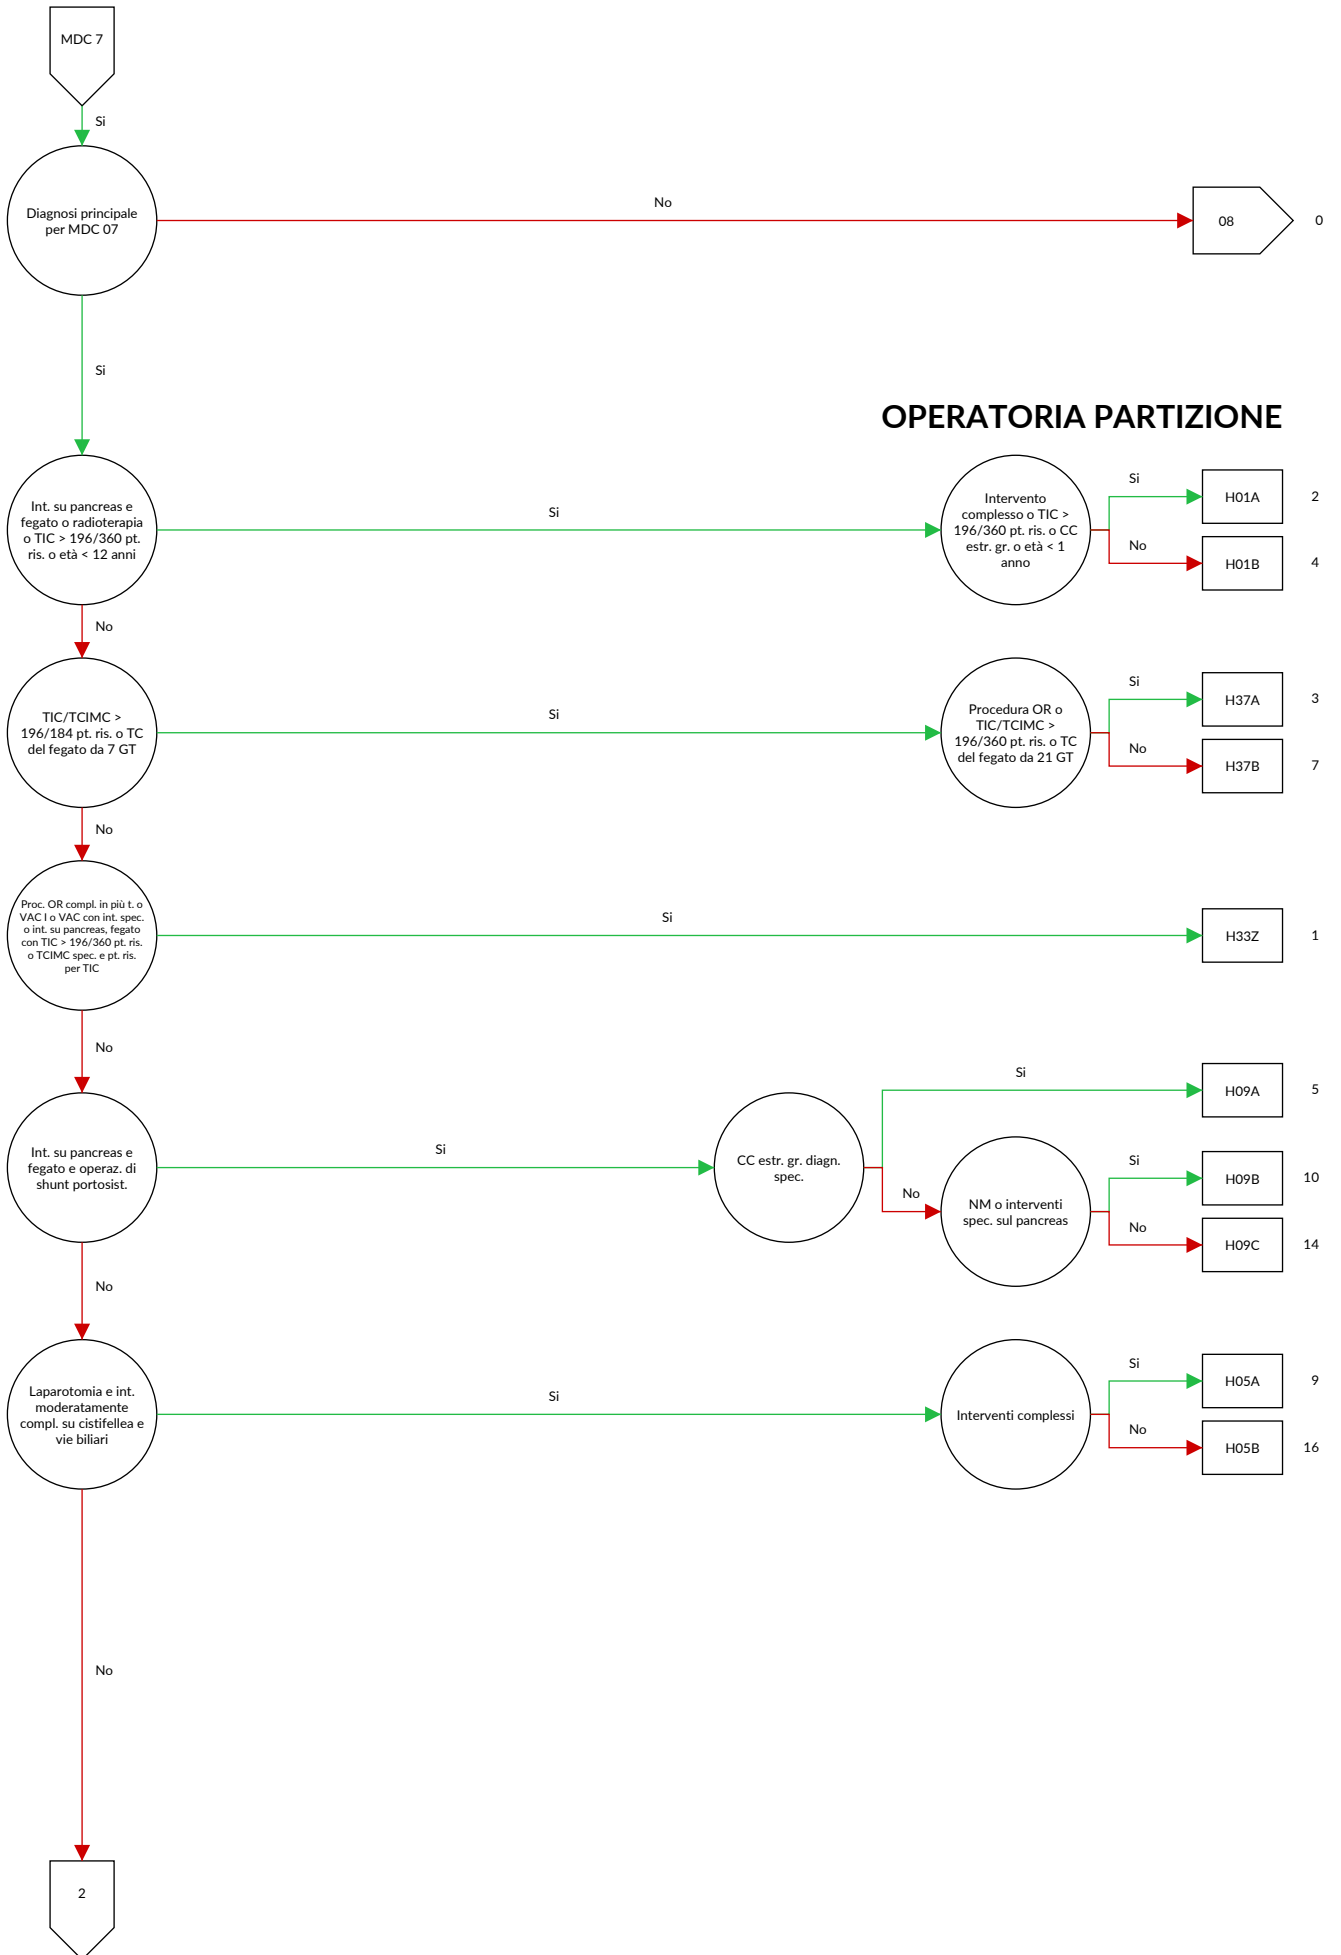 MDC 7
Si
Diagnosi principale
per MDC 07
No
08
0
Si
OPERATORIA PARTIZIONE
Int. su pancreas e
fegato o radioterapia
o TIC > 196/360 pt.
ris. o età < 12 anni
Si
Intervento
complesso o TIC >
196/360 pt. ris. o CC
estr. gr. o età < 1
anno
Si
H01A
2
No
H01B
4
No
TIC/TCIMC >
196/184 pt. ris. o TC
del fegato da 7 GT
Si
Procedura OR o
TIC/TCIMC >
196/360 pt. ris. o TC
del fegato da 21 GT
Si
H37A
3
No
H37B
7
No
Proc. OR compl. in più t. o
VAC I o VAC con int. spec.
o int. su pancreas, fegato
con TIC > 196/360 pt. ris.
o TCIMC spec. e pt. ris.
per TIC
Si
H33Z
1
No
Int. su pancreas e
fegato e operaz. di
shunt portosist.
Si
CC estr. gr. diagn.
spec.
Si
H09A
5
No
NM o interventi
spec. sul pancreas
Si
H09B
10
No
H09C
14
No
Laparotomia e int.
moderatamente
compl. su cistifellea e
vie biliari
Si
Interventi complessi
Si
H05A
9
No
H05B
16
No
2